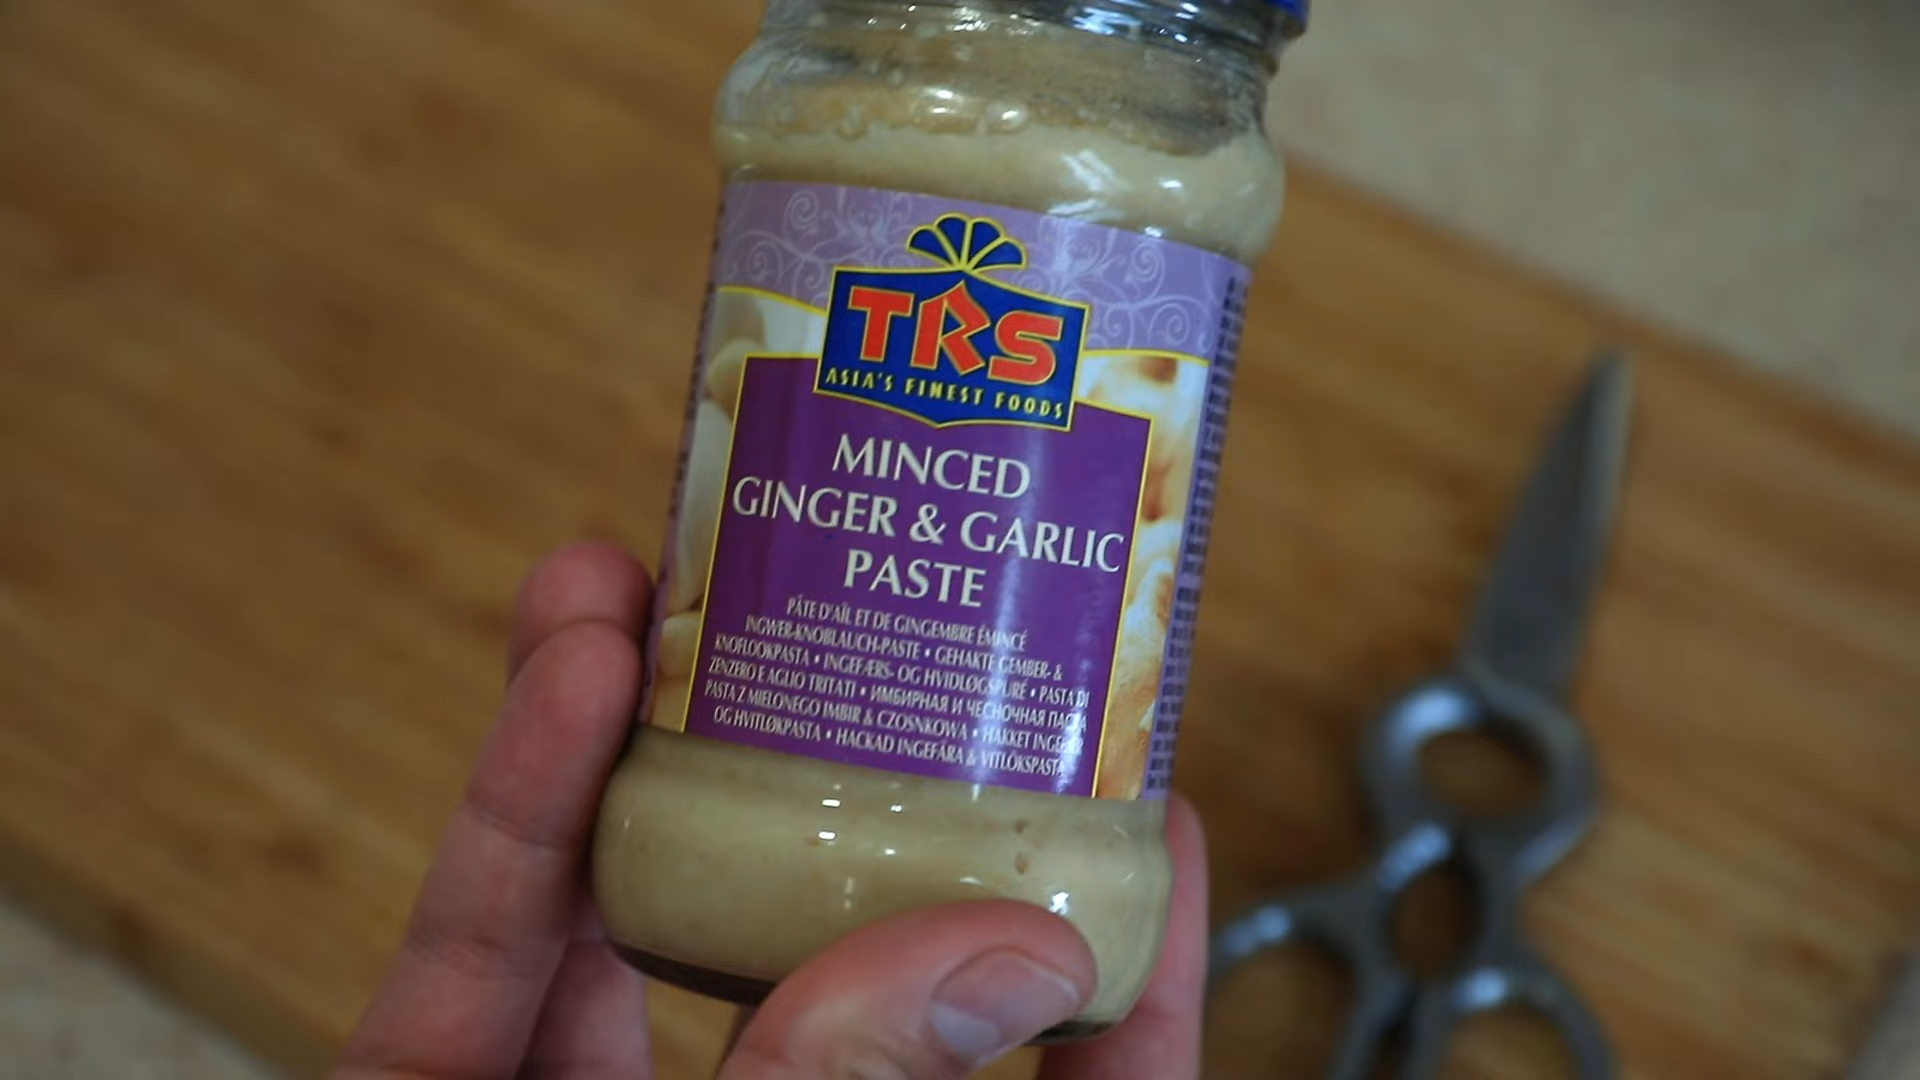 TRS
ASIA'S FINEST FOODS
MINCED
GINGER & GARLIC
PASTE
PÂTE D'AÏL ET DE GINGEMBRE ÉMINCÉ
INGWER-KNOBLAUCH-PASTE • GEHAKTE GEMBER- &
KNOFLOOKPASTA • INGEFÆRS- OG HVIDLØGSPURÉ • PASTA DI
ZENZERO E AGLIO TRITATI • ИМБИРНАЯ И ЧЕСНОЧНАЯ ПАСТА
PASTA Z MIELONEGO IMBIR & CZOSNKOWA • HAKKET INGEFÆR
OG HVITLØKPASTA • HACKAD INGEFÄRA & VITLÖKSPASTA